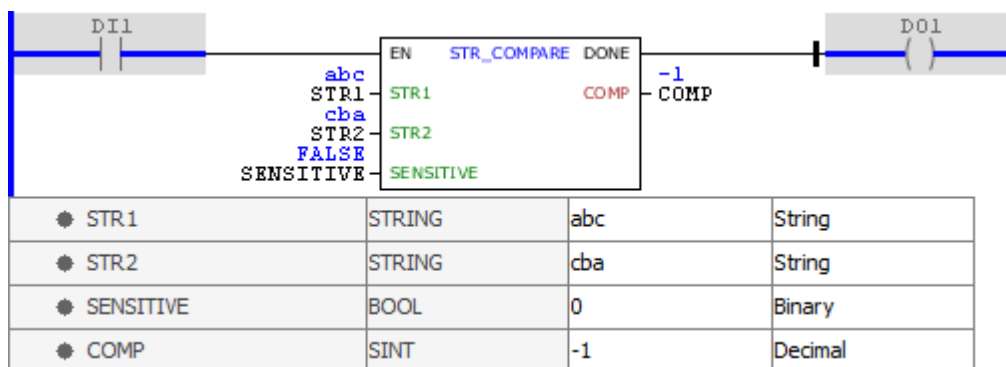 DI1
DO1
EN STR_COMPARE DONE
abc
-1
STR1 STR1 COMP COMP
cba
STR2 STR2
FALSE
SENSITIVE SENSITIVE
STR1 STRING abc String
STR2 STRING cba String
SENSITIVE BOOL 0 Binary
COMP SINT -1 Decimal